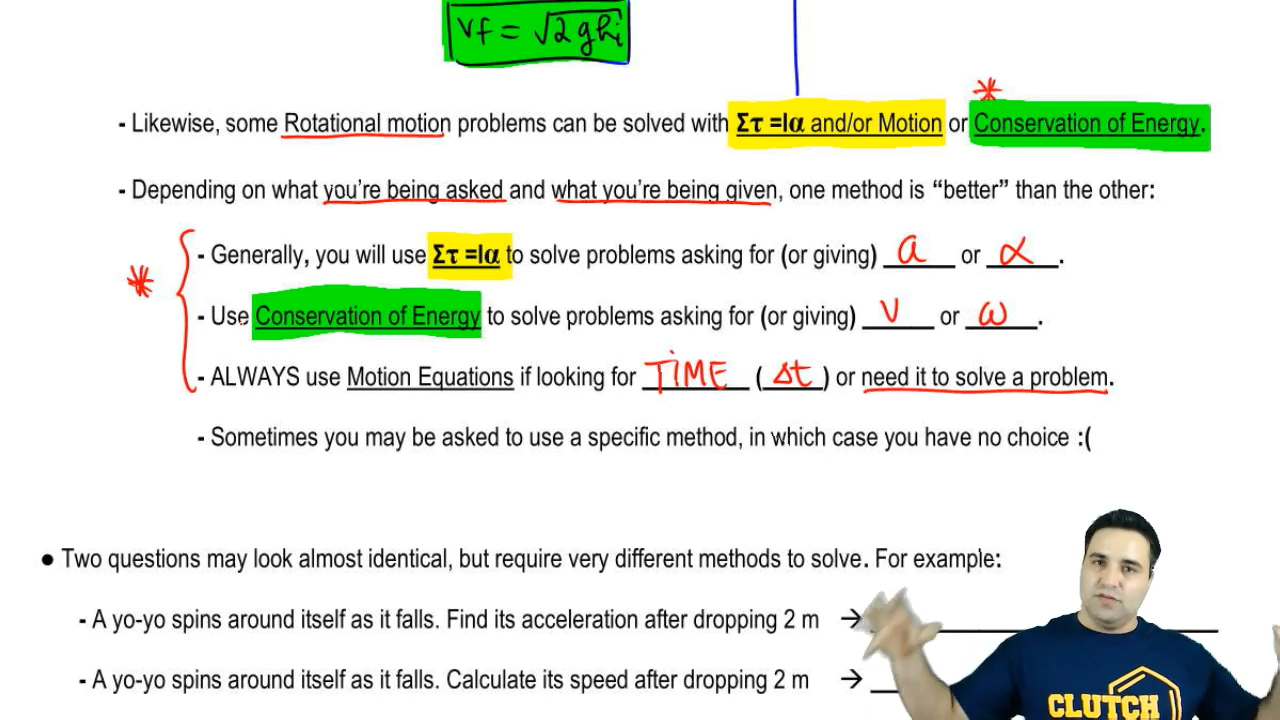 vf = √2ghi
*
- Likewise, some Rotational motion problems can be solved with Στ =Iα and/or Motion or Conservation of Energy.
- Depending on what you're being asked and what you're being given, one method is “better” than the other:
* - Generally, you will use Στ =Iα to solve problems asking for (or giving) a or α.
- Use Conservation of Energy to solve problems asking for (or giving) v or ω.
- ALWAYS use Motion Equations if looking for TIME (Δt) or need it to solve a problem.
- Sometimes you may be asked to use a specific method, in which case you have no choice :(
● Two questions may look almost identical, but require very different methods to solve. For example:
- A yo-yo spins around itself as it falls. Find its acceleration after dropping 2 m →
- A yo-yo spins around itself as it falls. Calculate its speed after dropping 2 m →
CLUTCH